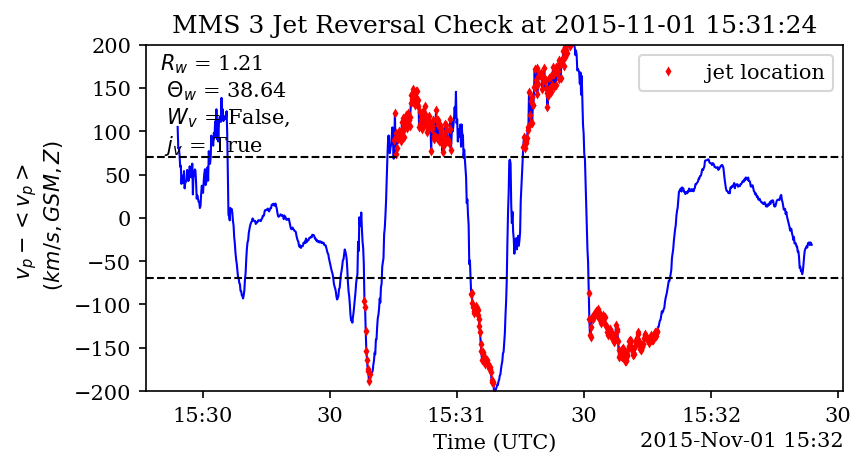 MMS 3 Jet Reversal Check at 2015-11-01 15:31:24
R_w = 1.21
Θ_w = 38.64
W_v = False,
j_v = True
jet location
v_p − <v_p>
(km/s, GSM, Z)
200
150
100
50
0
−50
−100
−150
−200
15:30 30 15:31 30 15:32 30
Time (UTC) 2015-Nov-01 15:32